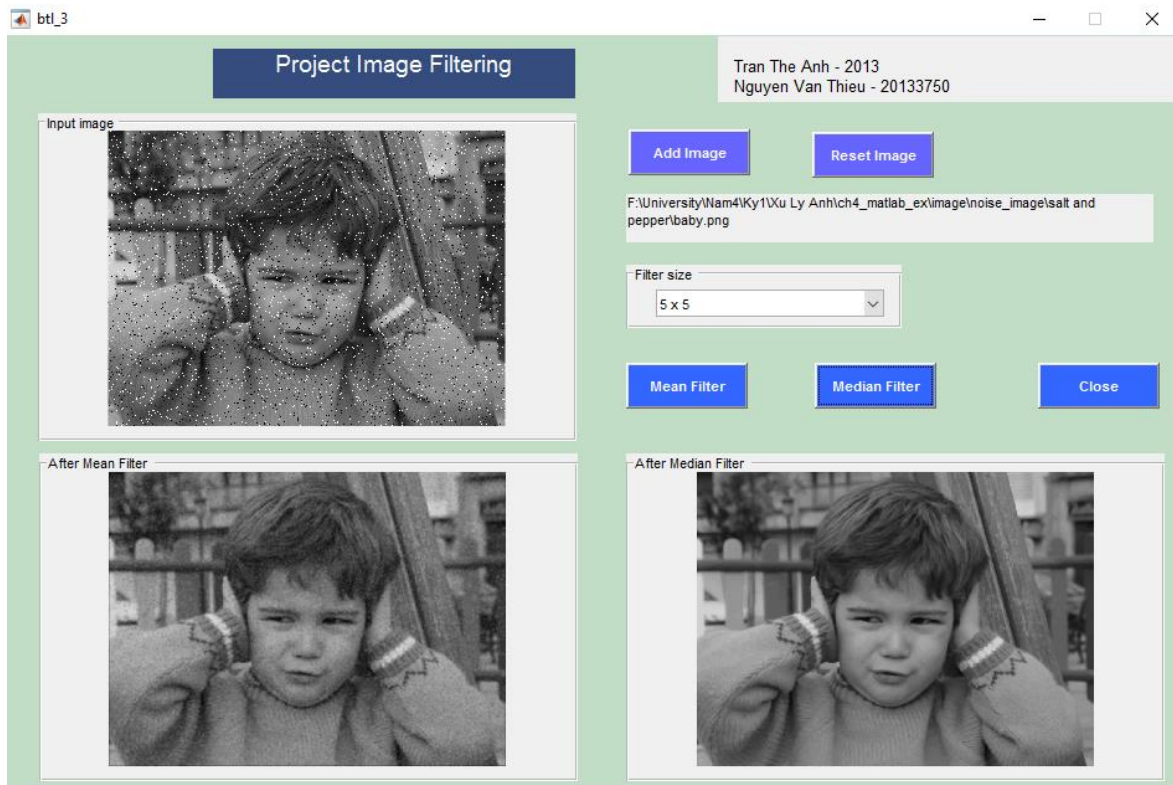 btl_3
Project Image Filtering
Tran The Anh - 2013
Nguyen Van Thieu - 20133750
Input image
Add Image
Reset Image
F:\University\Nam4\Ky1\Xu Ly Anh\ch4_matlab_ex\image\noise_image\salt and
pepper\baby.png
Filter size
5 x 5
Mean Filter
Median Filter
Close
After Mean Filter
After Median Filter